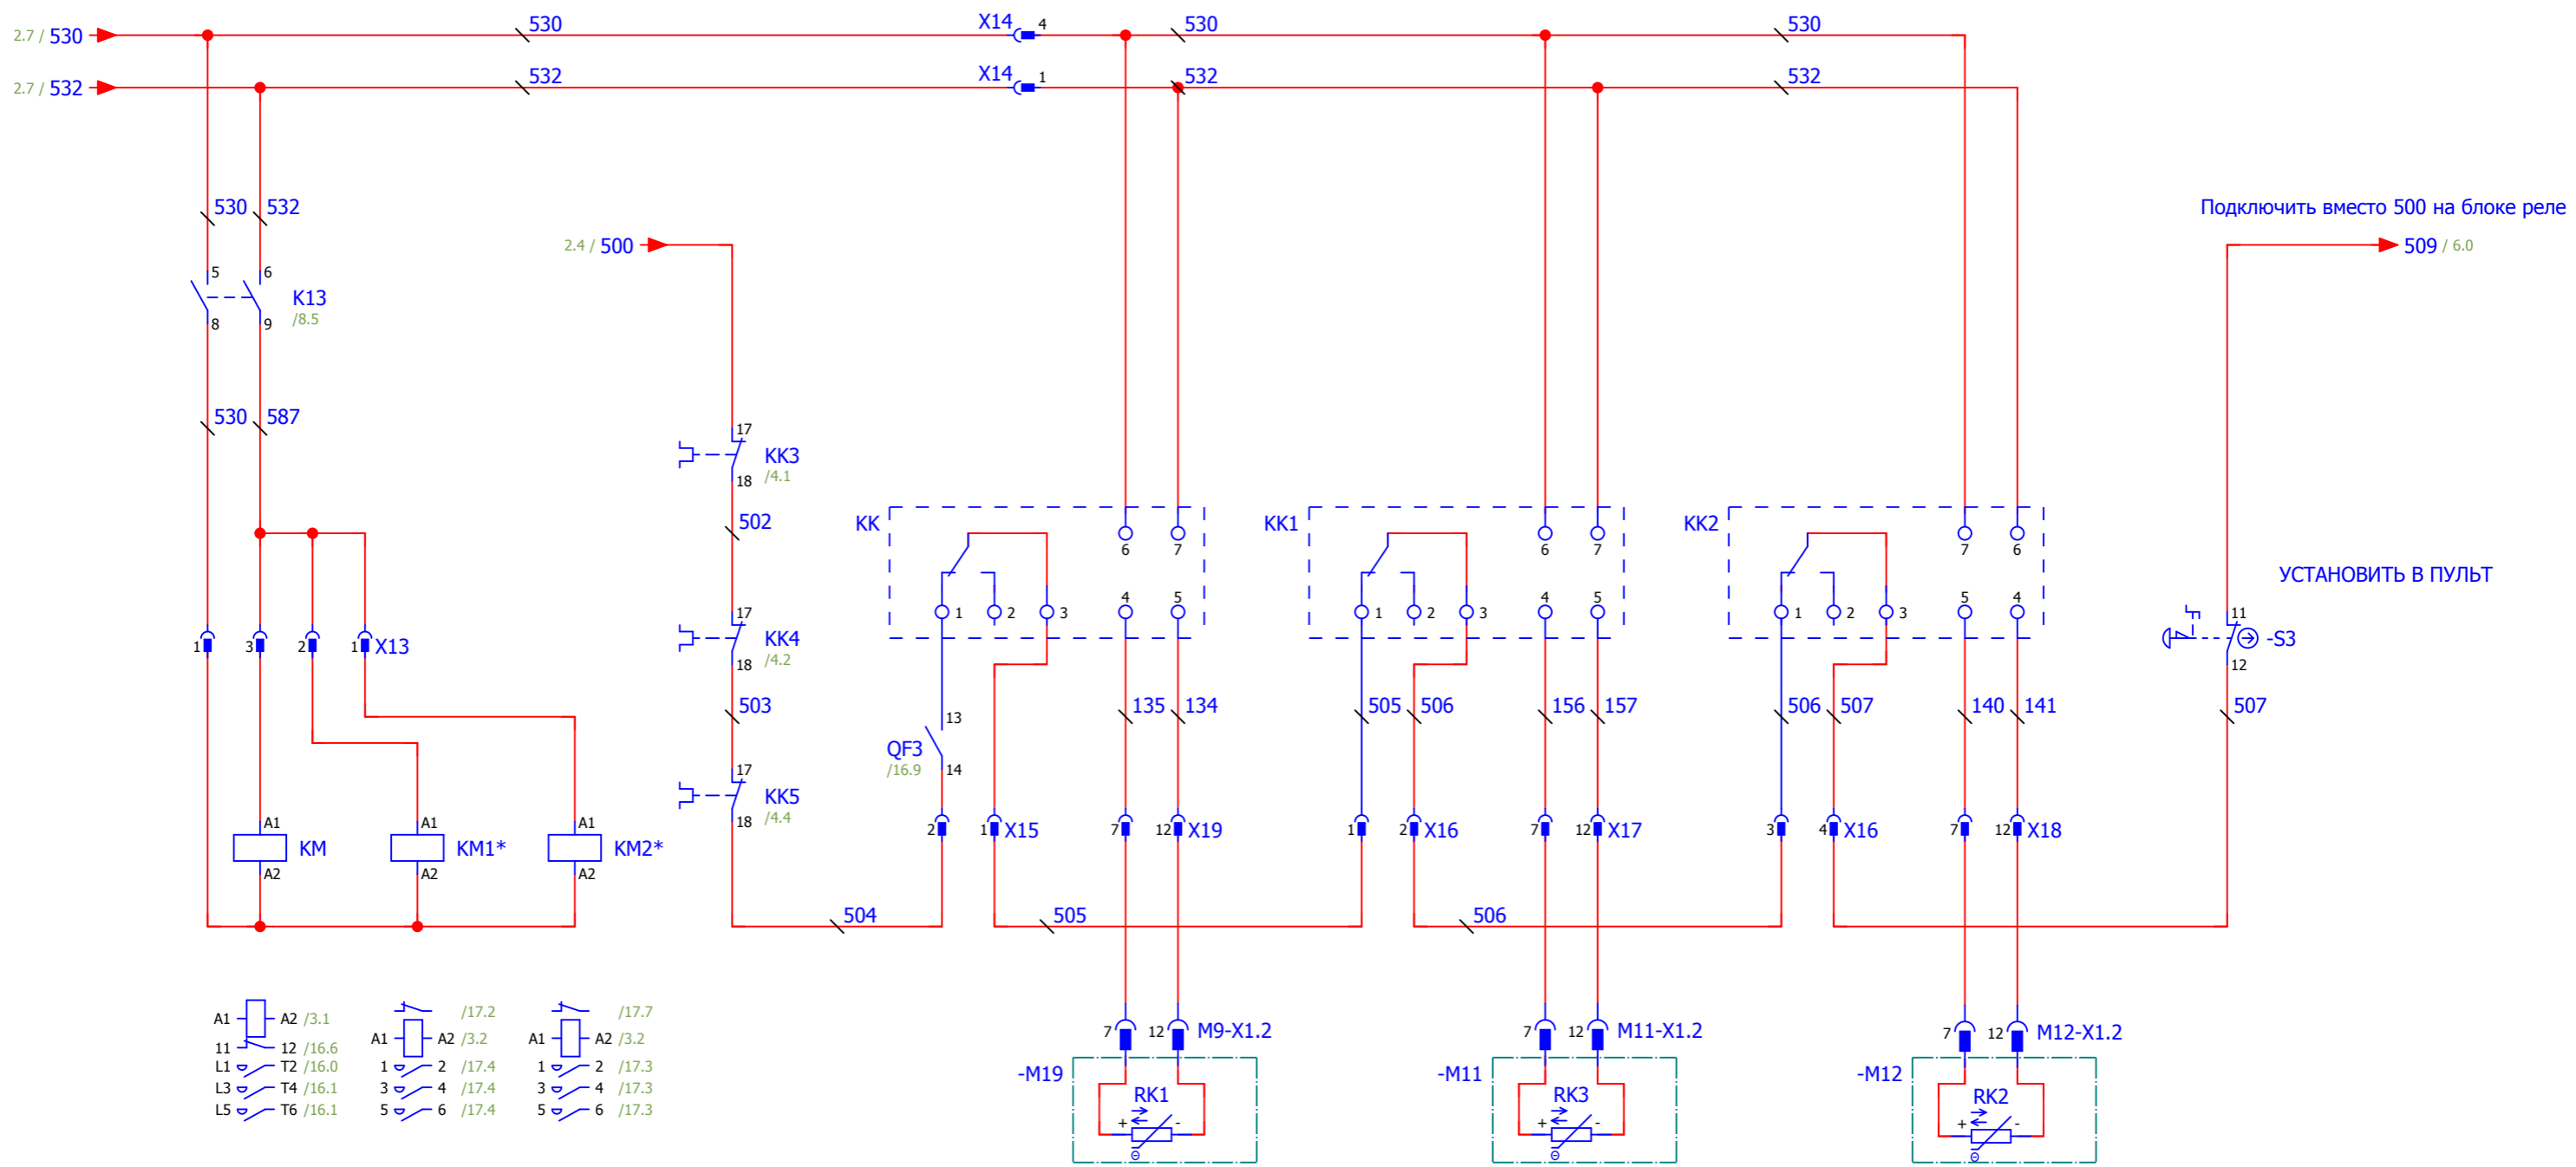 2.7 / 530
530
X14
4
530
530
2.7 / 532
532
X14
1
532
532
530
532
Подключить вместо 500 на блоке реле
2.4 / 500
509 / 6.0
5
6
K13
/8.5
8
9
530
587
17
KK3
/4.1
18
502
KK
6
7
KK1
6
7
KK2
7
6
УСТАНОВИТЬ В ПУЛЬТ
1
2
3
4
5
1
2
3
4
5
1
2
3
5
4
17
KK4
/4.2
18
11
-S3
12
1
3
2
1
X13
503
135
134
505
506
156
157
506
507
140
141
507
13
QF3
/16.9
14
17
KK5
/4.4
18
2
1
X15
7
12
X19
1
2
X16
7
12
X17
3
4
X16
7
12
X18
A1
KM
A2
A1
KM1*
A2
A1
KM2*
A2
504
505
506
A1
A2 /3.1
11
12 /16.6
L1
T2 /16.0
L3
T4 /16.1
L5
T6 /16.1
/17.2
A1
A2 /3.2
1
2 /17.4
3
4 /17.4
5
6 /17.4
/17.7
A1
A2 /3.2
1
2 /17.3
3
4 /17.3
5
6 /17.3
7
12
M9-X1.2
7
12
M11-X1.2
7
12
M12-X1.2
-M19
RK1
+
-
Θ
-M11
RK3
+
-
Θ
-M12
RK2
+
-
Θ